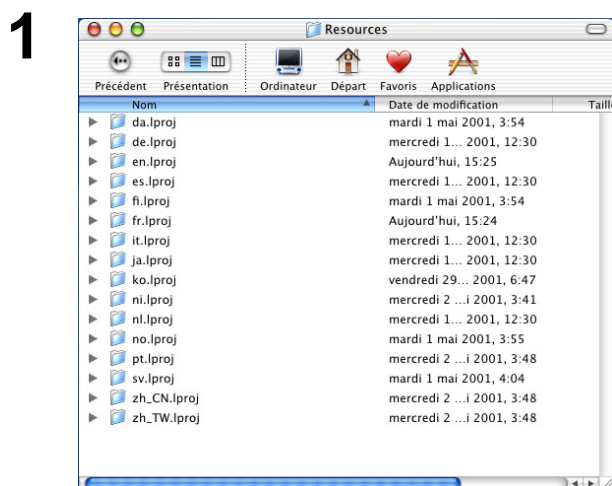 1
Resources
Précédent Présentation Ordinateur Départ Favoris Applications
Nom Date de modification Taill
da.lproj mardi 1 mai 2001, 3:54
de.lproj mercredi 1... 2001, 12:30
en.lproj Aujourd'hui, 15:25
es.lproj mercredi 1... 2001, 12:30
fi.lproj mardi 1 mai 2001, 3:54
fr.lproj Aujourd'hui, 15:24
it.lproj mercredi 1... 2001, 12:30
ja.lproj mercredi 1... 2001, 12:30
ko.lproj vendredi 29... 2001, 6:47
ni.lproj mercredi 2 ...i 2001, 3:41
nl.lproj mercredi 1... 2001, 12:30
no.lproj mardi 1 mai 2001, 3:55
pt.lproj mercredi 2 ...i 2001, 3:48
sv.lproj mardi 1 mai 2001, 4:04
zh_CN.lproj mercredi 2 ...i 2001, 3:48
zh_TW.lproj mercredi 2 ...i 2001, 3:48